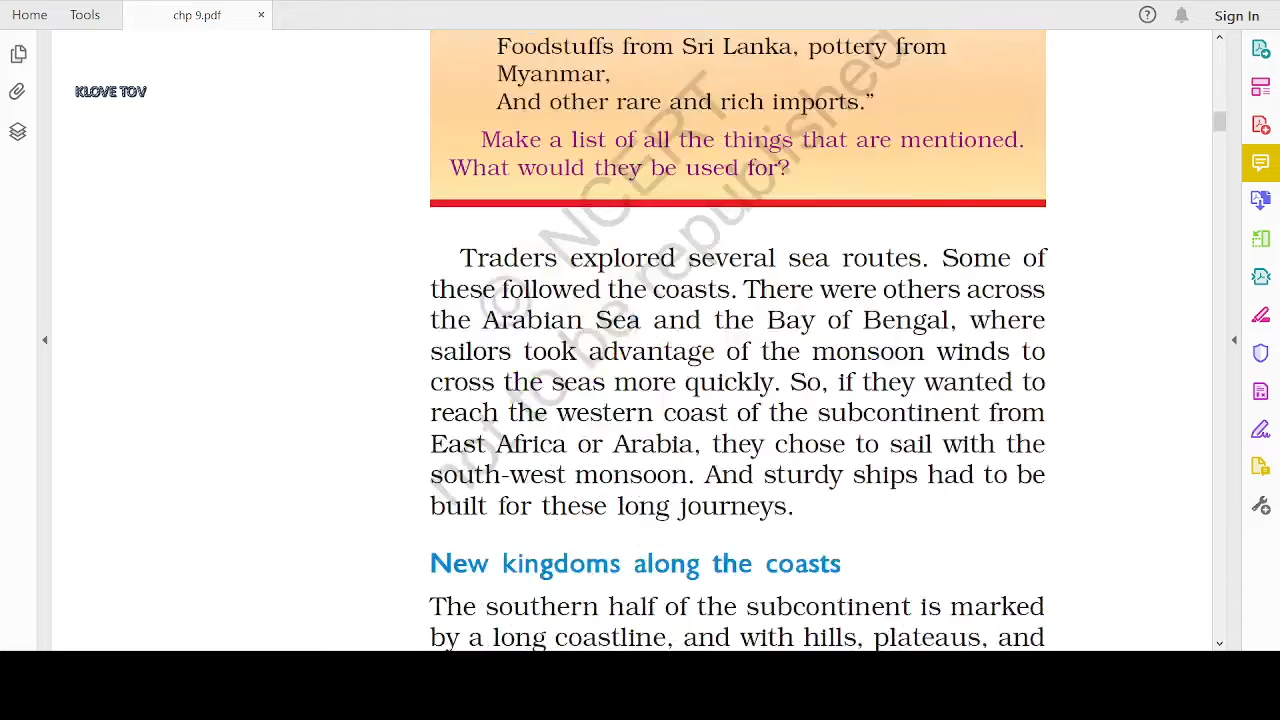 Home Tools chp 9.pdf × Sign In
KLOVE TOV
Foodstuffs from Sri Lanka, pottery from
Myanmar,
And other rare and rich imports.”
Make a list of all the things that are mentioned.
What would they be used for?
© NCERT
not to be republished
Traders explored several sea routes. Some of
these followed the coasts. There were others across
the Arabian Sea and the Bay of Bengal, where
sailors took advantage of the monsoon winds to
cross the seas more quickly. So, if they wanted to
reach the western coast of the subcontinent from
East Africa or Arabia, they chose to sail with the
south-west monsoon. And sturdy ships had to be
built for these long journeys.
New kingdoms along the coasts
The southern half of the subcontinent is marked
by a long coastline, and with hills, plateaus, and